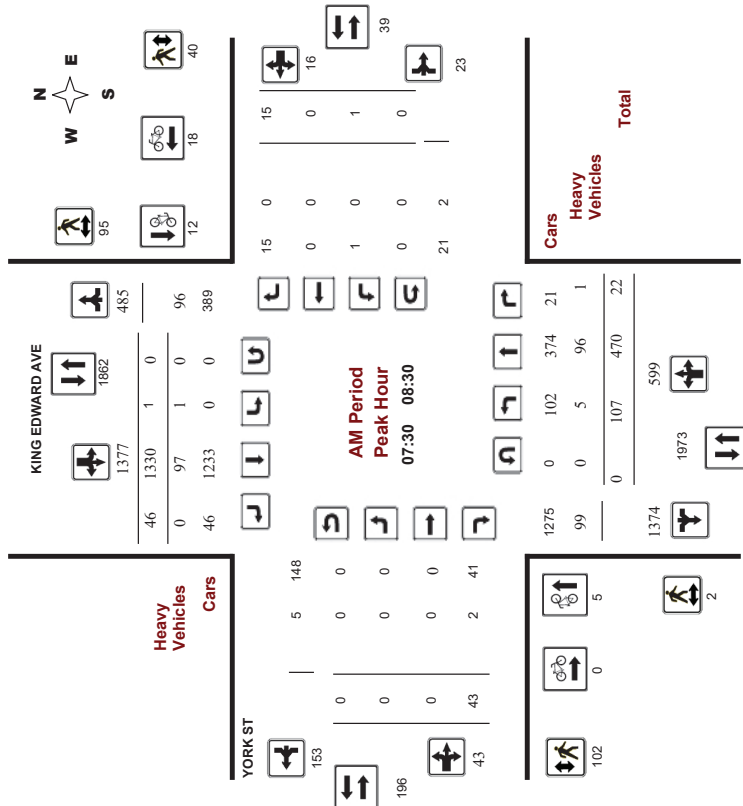 N
E
W
S
40
18
95
12
39
16
23
15 0 1 0
0 0 0 2
15 0 1 0 21
KING EDWARD AVE
485
1862
1377
46 1330 1 0
0 97 1 0 96
46 1233 0 0 389
Heavy
Vehicles
Cars
AM Period
Peak Hour
07:30 08:30
Cars
Heavy
Vehicles
Total
1275 0 102 374 21
99 0 5 96 1
0 107 470 22
1374
599
1973
YORK ST
148 0 0 0 41
5 0 0 0 2
0 0 0 43
153
196
43
5
0
2
102